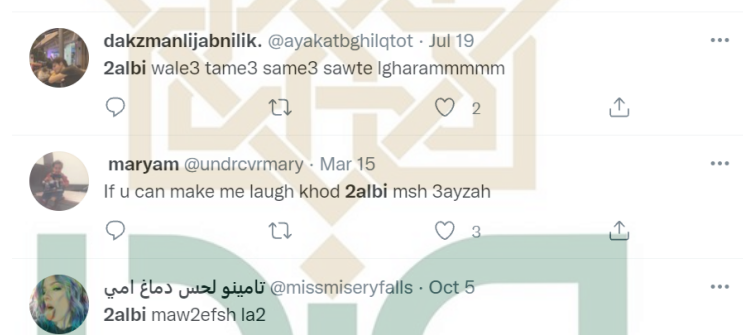 dakzmanlijabnilik. @ayakatbghilqtot · Jul 19
2albi wale3 tame3 same3 sawte lgharammmmm
2
maryam @undrcvrmary · Mar 15
If u can make me laugh khod 2albi msh 3ayzah
3
تامينو لحس دماغ امي @missmiseryfalls · Oct 5
2albi maw2efsh la2